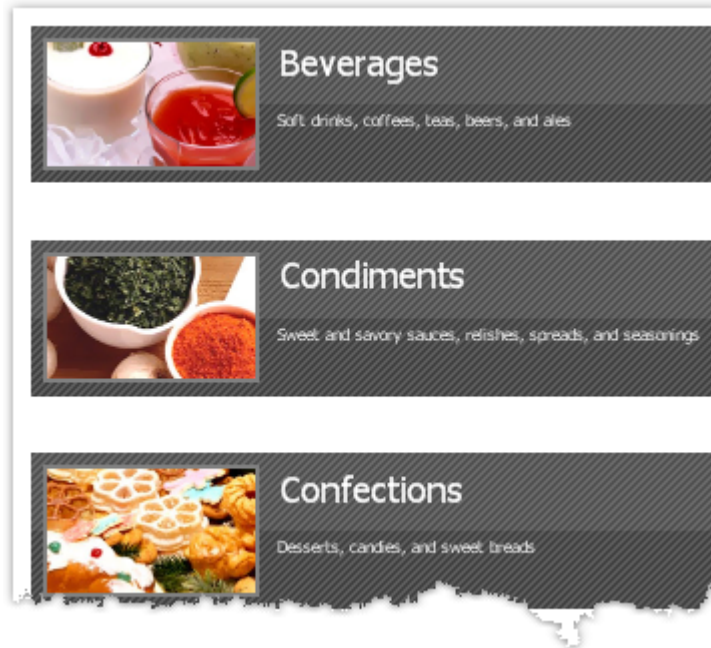 Beverages
Soft drinks, coffees, teas, beers, and ales
Condiments
Sweet and savory sauces, relishes, spreads, and seasonings
Confections
Desserts, candies, and sweet breads